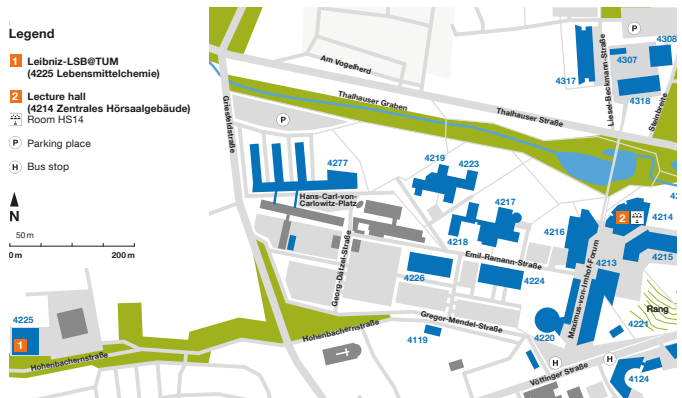 Legend
1 Leibniz-LSB@TUM
(4225 Lebensmittelchemie)
2 Lecture hall
(4214 Zentrales Hörsaalgebäude)
Room HS14
P Parking place
H Bus stop
N
50 m
0 m 200 m
Am Vogelherd
Thalhauser Graben
Thalhauser Straße
Griesfeldstraße
Liesel-Beckmann-Straße
Steinbreite
P
P
4317
4307
4308
4318
4277
Hans-Carl-von-
Carlowitz-Platz
4219
4223
4217
4218
4216
2
4214
4213
4215
Emil-Ramann-Straße
Georg-Dätzel-Straße
4226
4224
Maximus-von-Imhof-Forum
Gregor-Mendel-Straße
4119
4220
4221
Rang
4225
1
Hohenbachernstraße
Hohenbachernstraße
H
H
Vöttinger Straße
4124